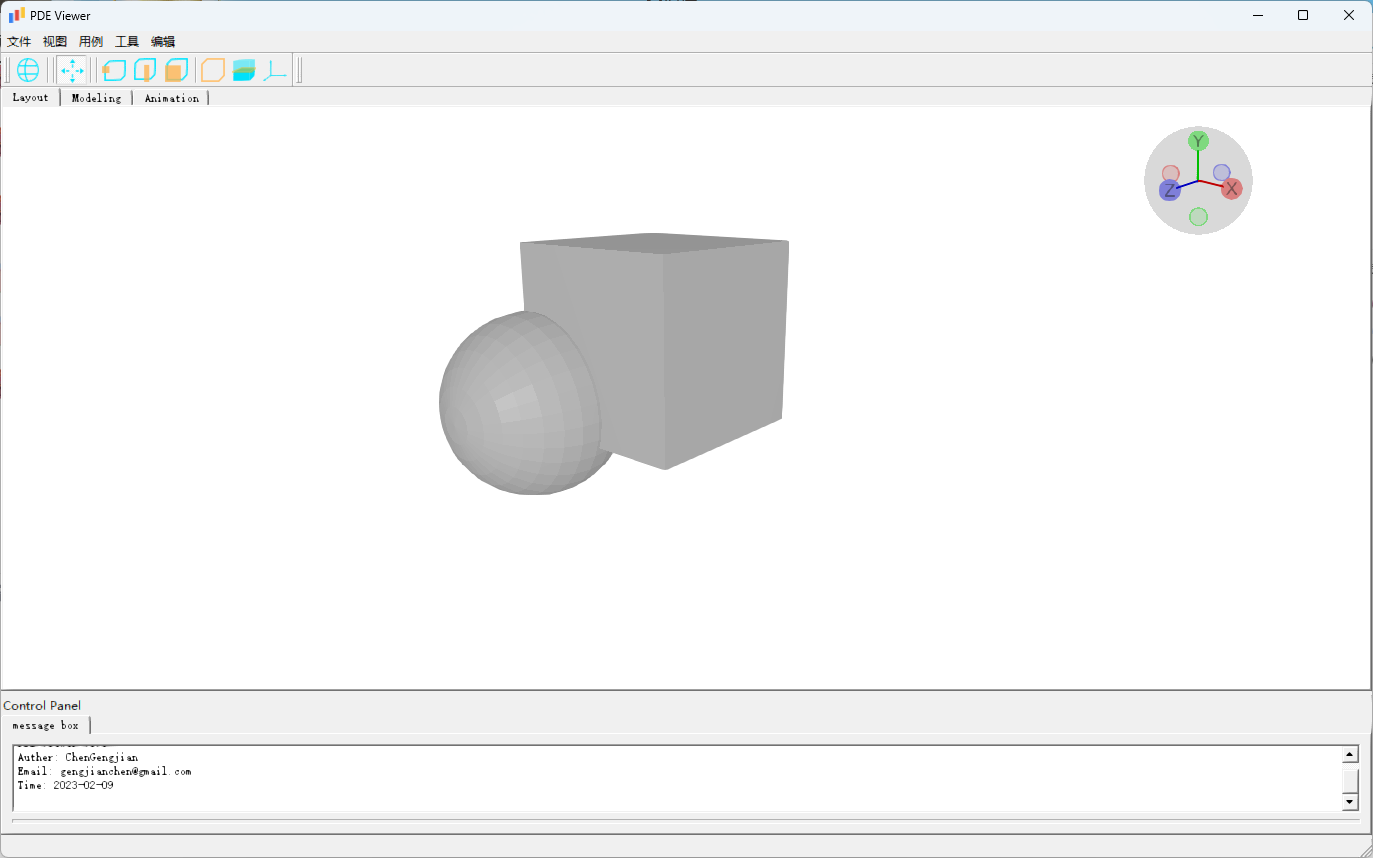 PDE Viewer
文件 视图 用例 工具 编辑
Layout Modeling Animation
Y
Z X
Control Panel
message box
Auther: ChenGengjian
Email: gengjianchen@gmail.com
Time: 2023-02-09